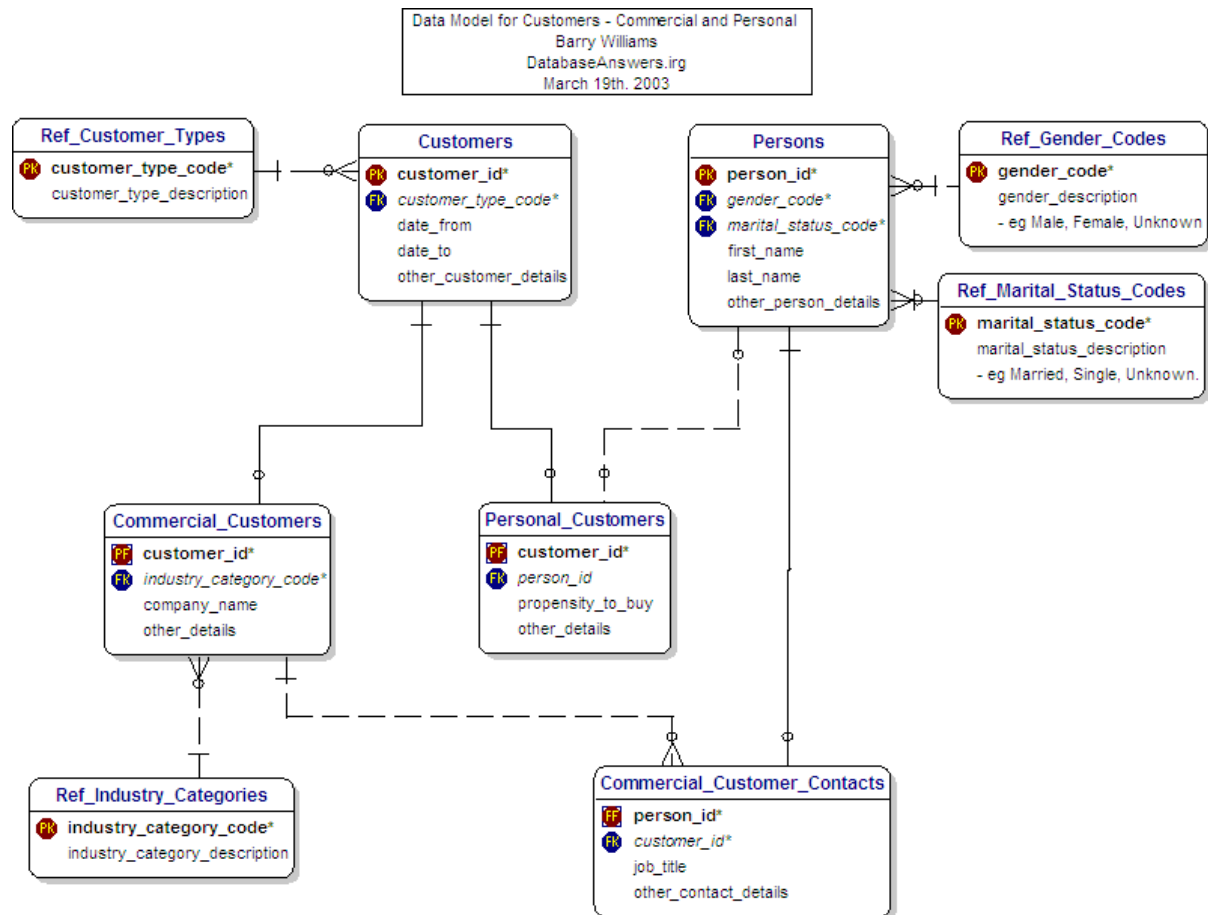 Data Model for Customers - Commercial and Personal
Barry Williams
DatabaseAnswers.irg
March 19th. 2003
Ref_Customer_Types
PK customer_type_code*
customer_type_description
Customers
PK customer_id*
FK customer_type_code*
date_from
date_to
other_customer_details
Persons
PK person_id*
FK gender_code*
FK marital_status_code*
first_name
last_name
other_person_details
Ref_Gender_Codes
PK gender_code*
gender_description
- eg Male, Female, Unknown
Ref_Marital_Status_Codes
PK marital_status_code*
marital_status_description
- eg Married, Single, Unknown.
Commercial_Customers
PF customer_id*
FK industry_category_code*
company_name
other_details
Personal_Customers
PF customer_id*
FK person_id
propensity_to_buy
other_details
Ref_Industry_Categories
PK industry_category_code*
industry_category_description
Commercial_Customer_Contacts
PF person_id*
FK customer_id*
job_title
other_contact_details